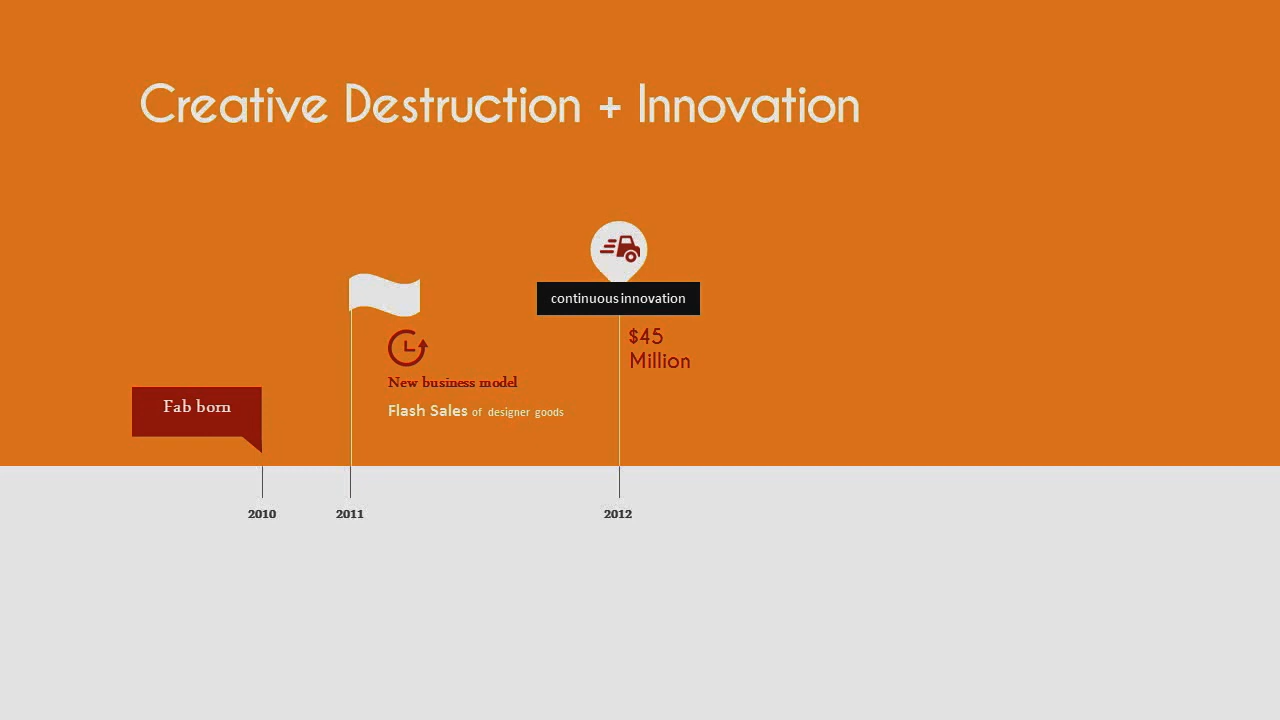 Creative Destruction + Innovation
continuous innovation
$45
Million
New business model
Flash Sales of designer goods
Fab born
2010
2011
2012